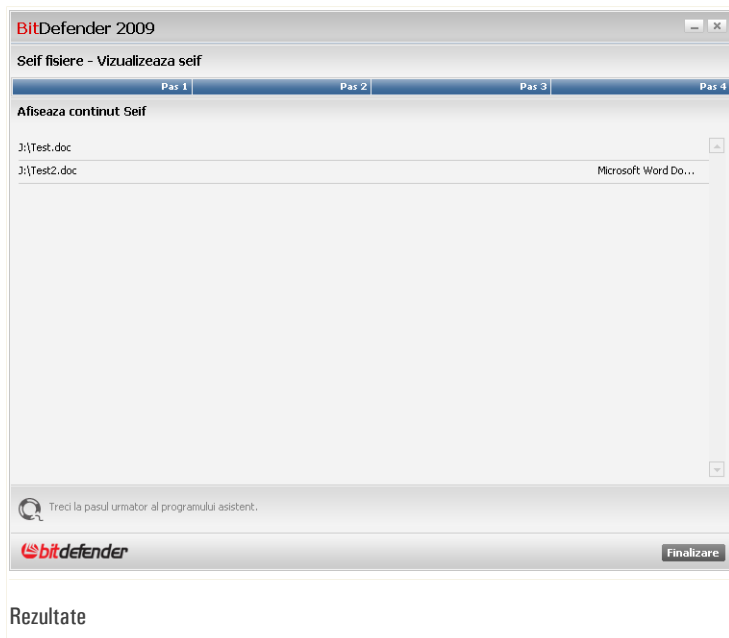 BitDefender 2009
Seif fisiere - Vizualizeaza seif
Pas 1 Pas 2 Pas 3 Pas 4
Afiseaza continut Seif
J:\Test.doc
J:\Test2.doc Microsoft Word Do...
Treci la pasul urmator al programului asistent.
bitdefender Finalizare
Rezultate